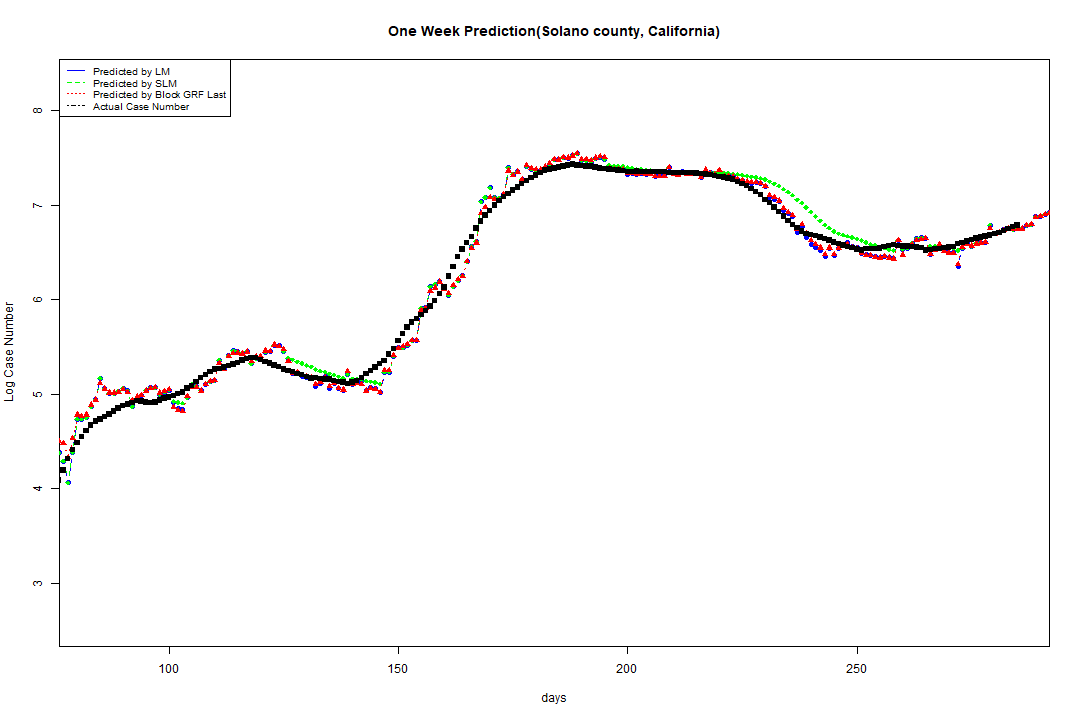 One Week Prediction(Solano county, California)
Predicted by LM
Predicted by SLM
Predicted by Block GRF Last
Actual Case Number
8
7
6
5
4
3
Log Case Number
100 150 200 250
days